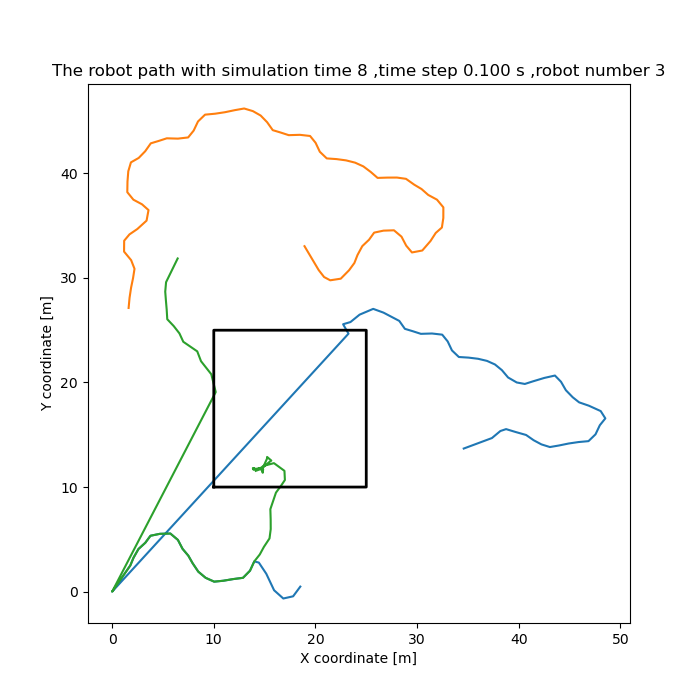 The robot path with simulation time 8 ,time step 0.100 s ,robot number 3
40
30
20
10
0
Y coordinate [m]
0 10 20 30 40 50
X coordinate [m]